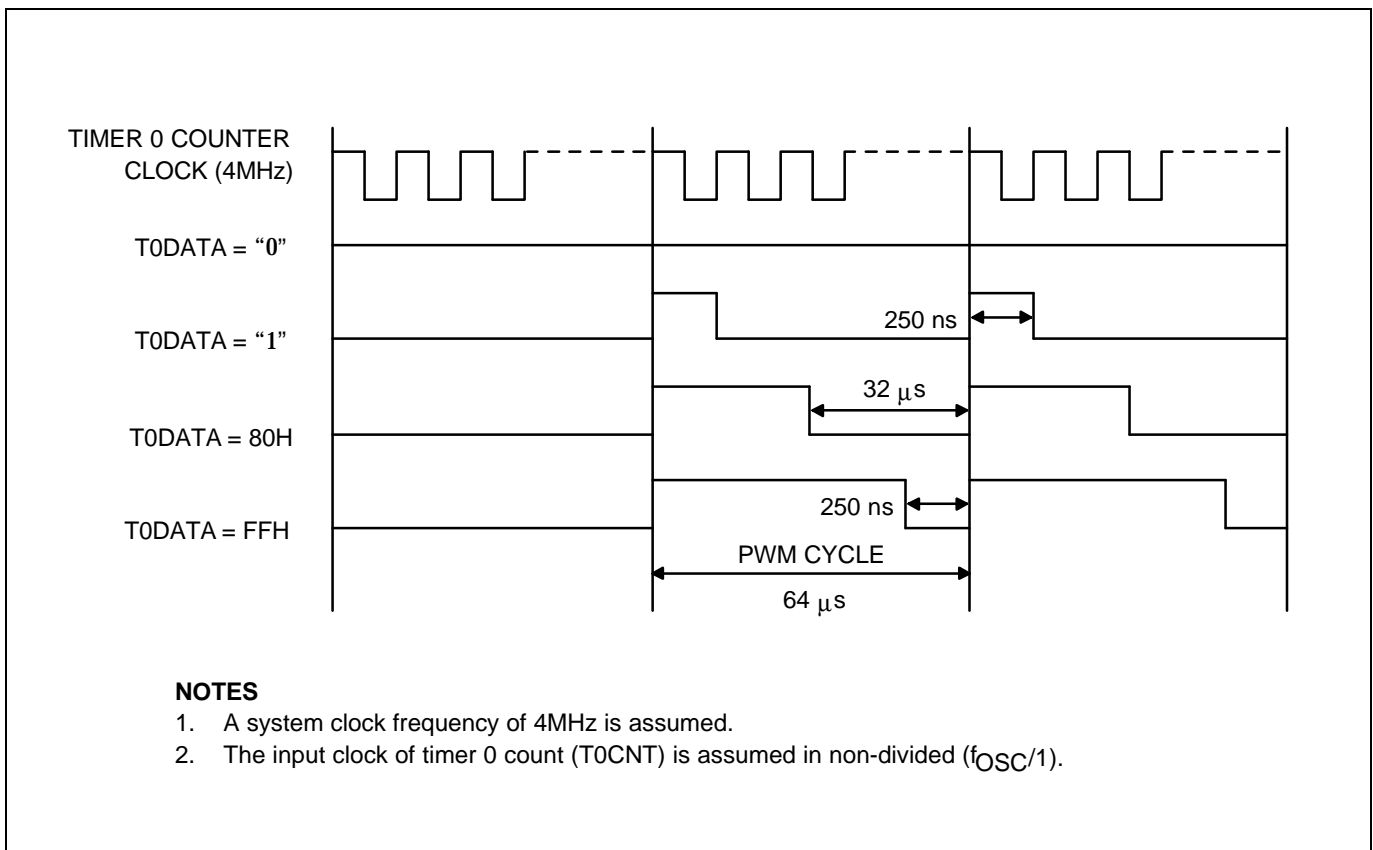 TIMER 0 COUNTER
CLOCK (4MHz)
T0DATA = “0”
T0DATA = “1”
250 ns
32 μs
T0DATA = 80H
250 ns
T0DATA = FFH
PWM CYCLE
64 μs
NOTES
1. A system clock frequency of 4MHz is assumed.
2. The input clock of timer 0 count (T0CNT) is assumed in non-divided (fOSC/1).